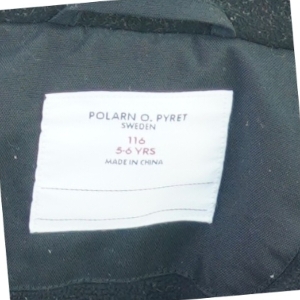 POLARN O. PYRET
SWEDEN
116
5-6 YRS
MADE IN CHINA